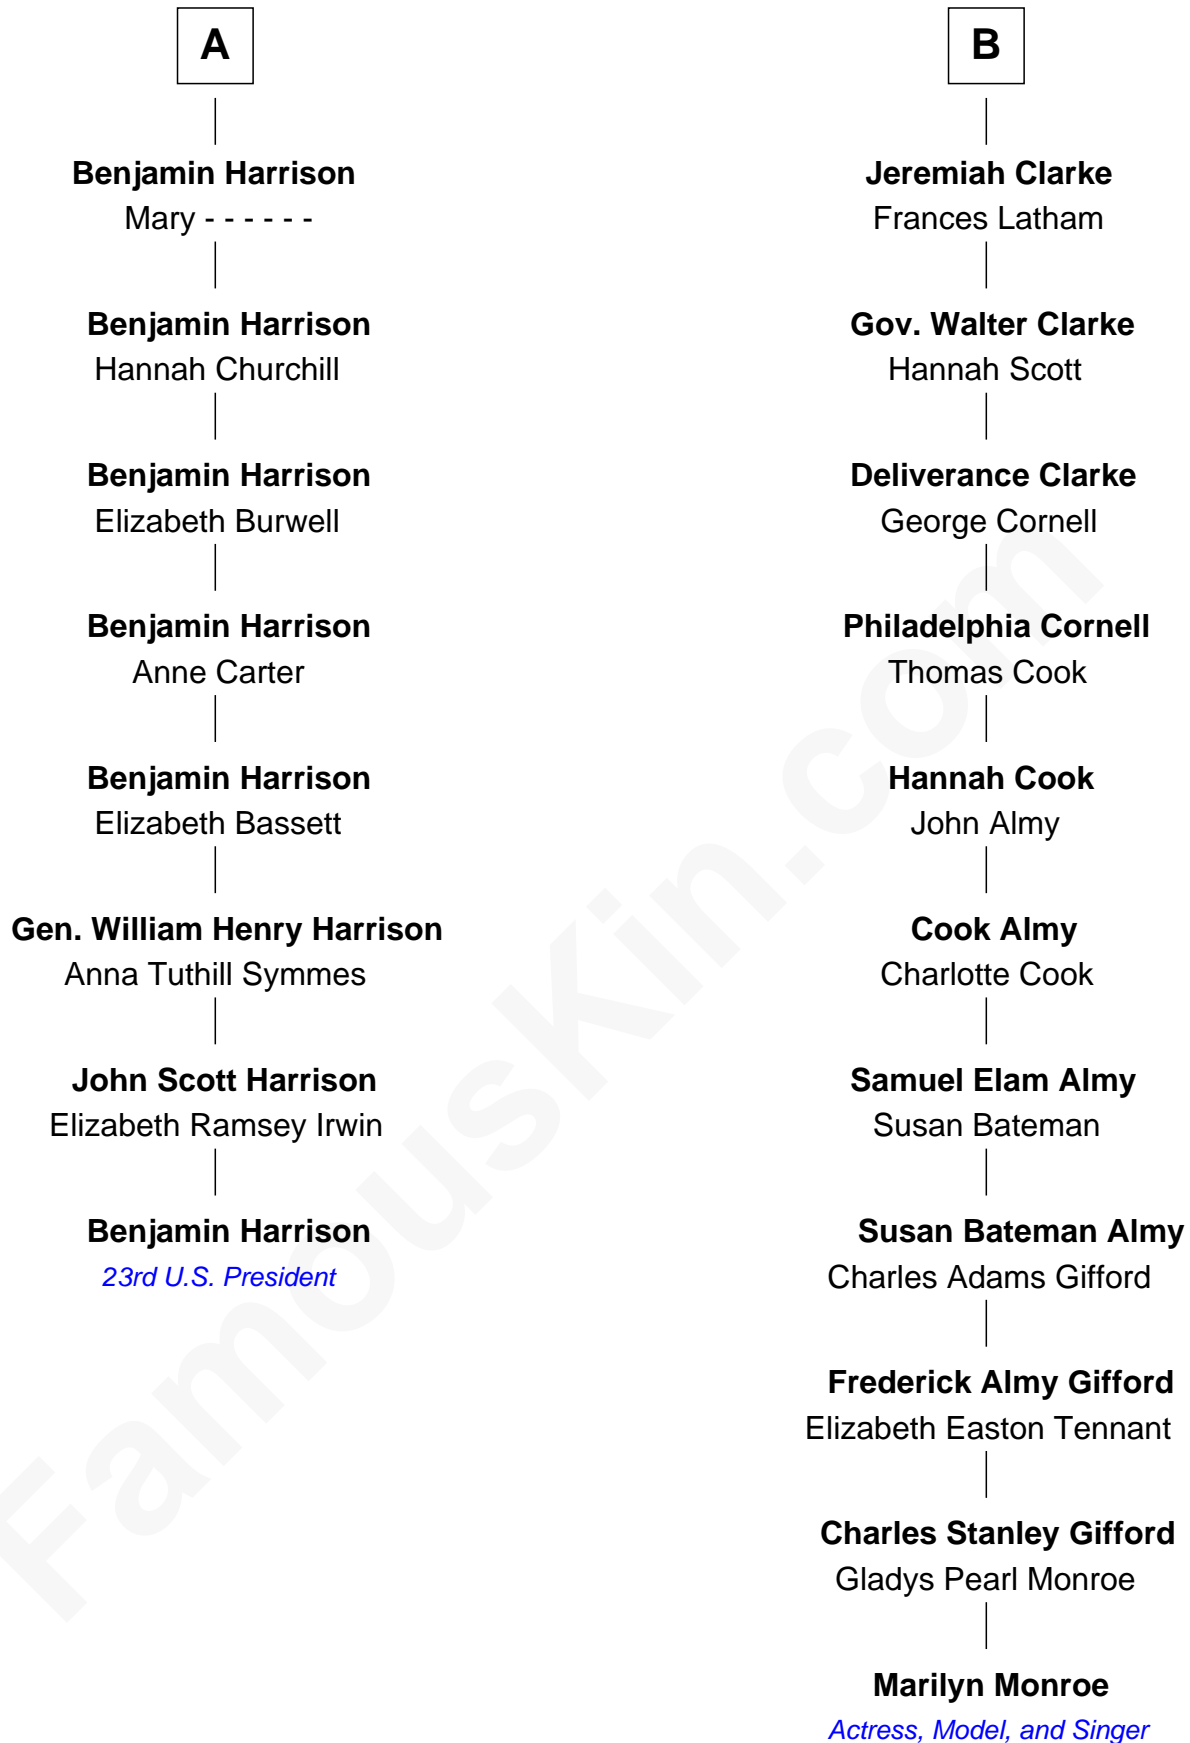 A
Benjamin Harrison
Mary - - - - - -
Benjamin Harrison
Hannah Churchill
Benjamin Harrison
Elizabeth Burwell
Benjamin Harrison
Anne Carter
Benjamin Harrison
Elizabeth Bassett
Gen. William Henry Harrison
Anna Tuthill Symmes
John Scott Harrison
Elizabeth Ramsey Irwin
Benjamin Harrison
23rd U.S. President
B
Jeremiah Clarke
Frances Latham
Gov. Walter Clarke
Hannah Scott
Deliverance Clarke
George Cornell
Philadelphia Cornell
Thomas Cook
Hannah Cook
John Almy
Cook Almy
Charlotte Cook
Samuel Elam Almy
Susan Bateman
Susan Bateman Almy
Charles Adams Gifford
Frederick Almy Gifford
Elizabeth Easton Tennant
Charles Stanley Gifford
Gladys Pearl Monroe
Marilyn Monroe
Actress, Model, and Singer
FamousKin.com